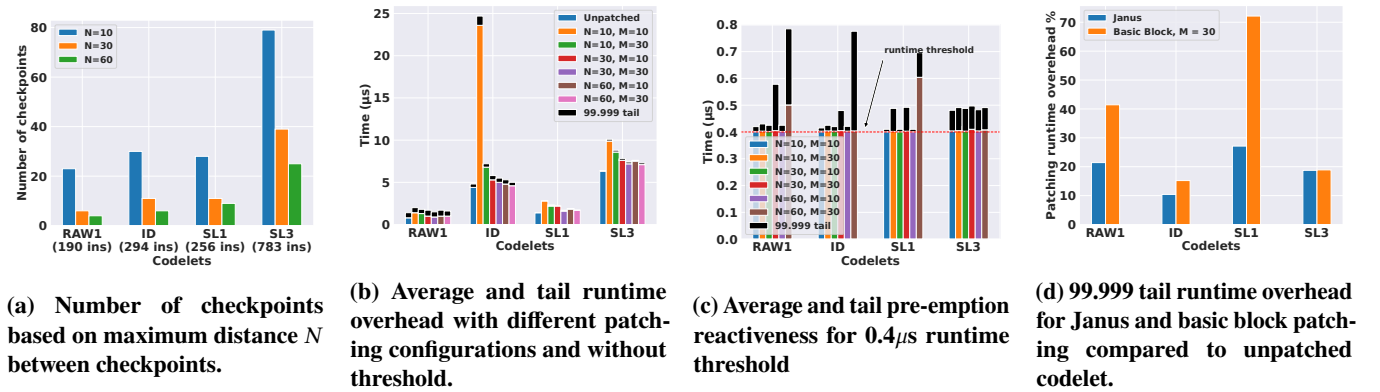 Number of checkpoints
80
60
40
20
0
N=10
N=30
N=60
RAW1
(190 ins)
ID
(294 ins)
SL1
(256 ins)
SL3
(783 ins)
Codelets
(a) Number of checkpoints
based on maximum distance N
between checkpoints.
Time (μs)
25
20
15
10
5
0
Unpatched
N=10, M=10
N=10, M=30
N=30, M=10
N=30, M=30
N=60, M=10
N=60, M=30
99.999 tail
RAW1
ID
SL1
SL3
Codelets
(b) Average and tail runtime
overhead with different patch-
ing configurations and without
threshold.
Time (μs)
0.8
0.7
0.6
0.5
0.4
0.3
0.2
0.1
0.0
runtime threshold
N=10, M=10
N=10, M=30
N=30, M=10
N=30, M=30
N=60, M=10
N=60, M=30
99.999 tail
RAW1
ID
SL1
SL3
Codelets
(c) Average and tail pre-emption
reactiveness for 0.4μs runtime
threshold
Patching runtime overehead %
70
60
50
40
30
20
10
0
Janus
Basic Block, M = 30
RAW1
ID
SL1
SL3
Codelets
(d) 99.999 tail runtime overhead
for Janus and basic block patch-
ing compared to unpatched
codelet.